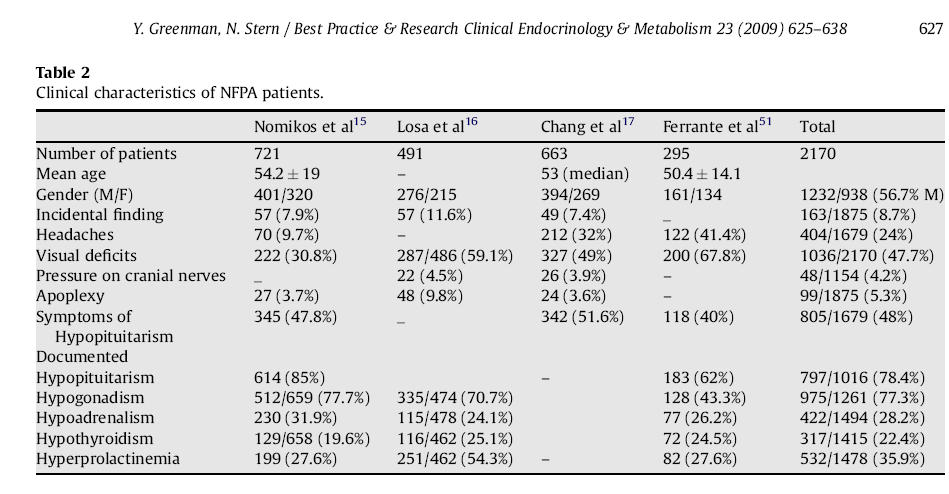 Y. Greenman, N. Stern / Best Practice & Research Clinical Endocrinology & Metabolism 23 (2009) 625–638 627
Table 2
Clinical characteristics of NFPA patients.
Nomikos et al15 Losa et al16 Chang et al17 Ferrante et al51 Total
Number of patients 721 491 663 295 2170
Mean age 54.2 ± 19 – 53 (median) 50.4 ± 14.1
Gender (M/F) 401/320 276/215 394/269 161/134 1232/938 (56.7% M)
Incidental finding 57 (7.9%) 57 (11.6%) 49 (7.4%) _ 163/1875 (8.7%)
Headaches 70 (9.7%) – 212 (32%) 122 (41.4%) 404/1679 (24%)
Visual deficits 222 (30.8%) 287/486 (59.1%) 327 (49%) 200 (67.8%) 1036/2170 (47.7%)
Pressure on cranial nerves _ 22 (4.5%) 26 (3.9%) – 48/1154 (4.2%)
Apoplexy 27 (3.7%) 48 (9.8%) 24 (3.6%) – 99/1875 (5.3%)
Symptoms of 345 (47.8%) _ 342 (51.6%) 118 (40%) 805/1679 (48%)
Hypopituitarism
Documented
Hypopituitarism 614 (85%) – 183 (62%) 797/1016 (78.4%)
Hypogonadism 512/659 (77.7%) 335/474 (70.7%) 128 (43.3%) 975/1261 (77.3%)
Hypoadrenalism 230 (31.9%) 115/478 (24.1%) 77 (26.2%) 422/1494 (28.2%)
Hypothyroidism 129/658 (19.6%) 116/462 (25.1%) 72 (24.5%) 317/1415 (22.4%)
Hyperprolactinemia 199 (27.6%) 251/462 (54.3%) – 82 (27.6%) 532/1478 (35.9%)